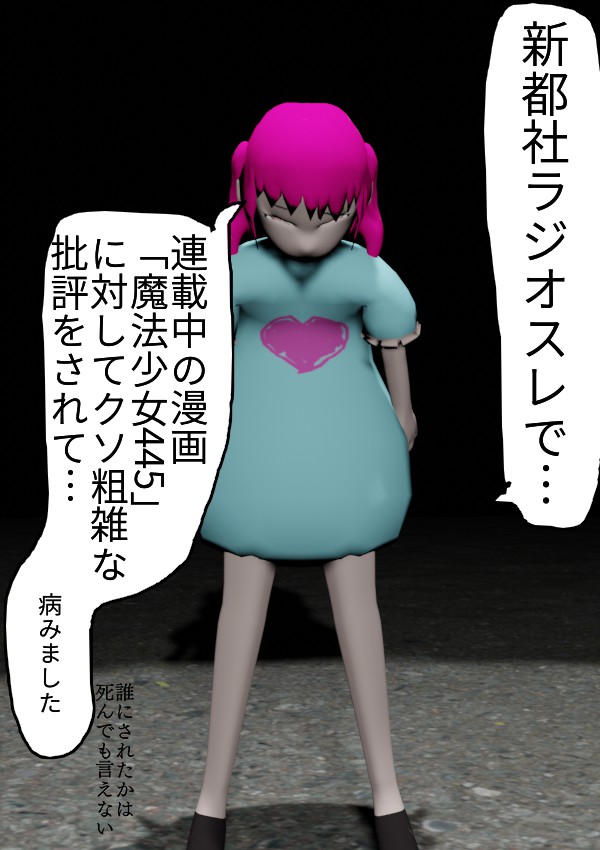 新都社ラジオスレで…
連載中の漫画
「魔法少女445」
に対してクソ粗雑な
批評をされて…
病みました
誰にされたかは
死んでも言えない